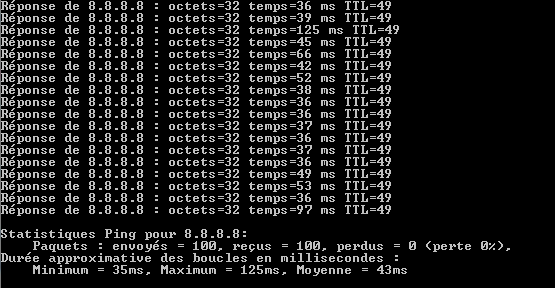 Réponse de 8.8.8.8 : octets=32 temps=36 ms TTL=49
Réponse de 8.8.8.8 : octets=32 temps=39 ms TTL=49
Réponse de 8.8.8.8 : octets=32 temps=125 ms TTL=49
Réponse de 8.8.8.8 : octets=32 temps=45 ms TTL=49
Réponse de 8.8.8.8 : octets=32 temps=66 ms TTL=49
Réponse de 8.8.8.8 : octets=32 temps=42 ms TTL=49
Réponse de 8.8.8.8 : octets=32 temps=52 ms TTL=49
Réponse de 8.8.8.8 : octets=32 temps=38 ms TTL=49
Réponse de 8.8.8.8 : octets=32 temps=36 ms TTL=49
Réponse de 8.8.8.8 : octets=32 temps=36 ms TTL=49
Réponse de 8.8.8.8 : octets=32 temps=37 ms TTL=49
Réponse de 8.8.8.8 : octets=32 temps=36 ms TTL=49
Réponse de 8.8.8.8 : octets=32 temps=37 ms TTL=49
Réponse de 8.8.8.8 : octets=32 temps=36 ms TTL=49
Réponse de 8.8.8.8 : octets=32 temps=49 ms TTL=49
Réponse de 8.8.8.8 : octets=32 temps=53 ms TTL=49
Réponse de 8.8.8.8 : octets=32 temps=36 ms TTL=49
Réponse de 8.8.8.8 : octets=32 temps=97 ms TTL=49
Statistiques Ping pour 8.8.8.8:
Paquets : envoyés = 100, reçus = 100, perdus = 0 (perte 0%),
Durée approximative des boucles en millisecondes :
Minimum = 35ms, Maximum = 125ms, Moyenne = 43ms